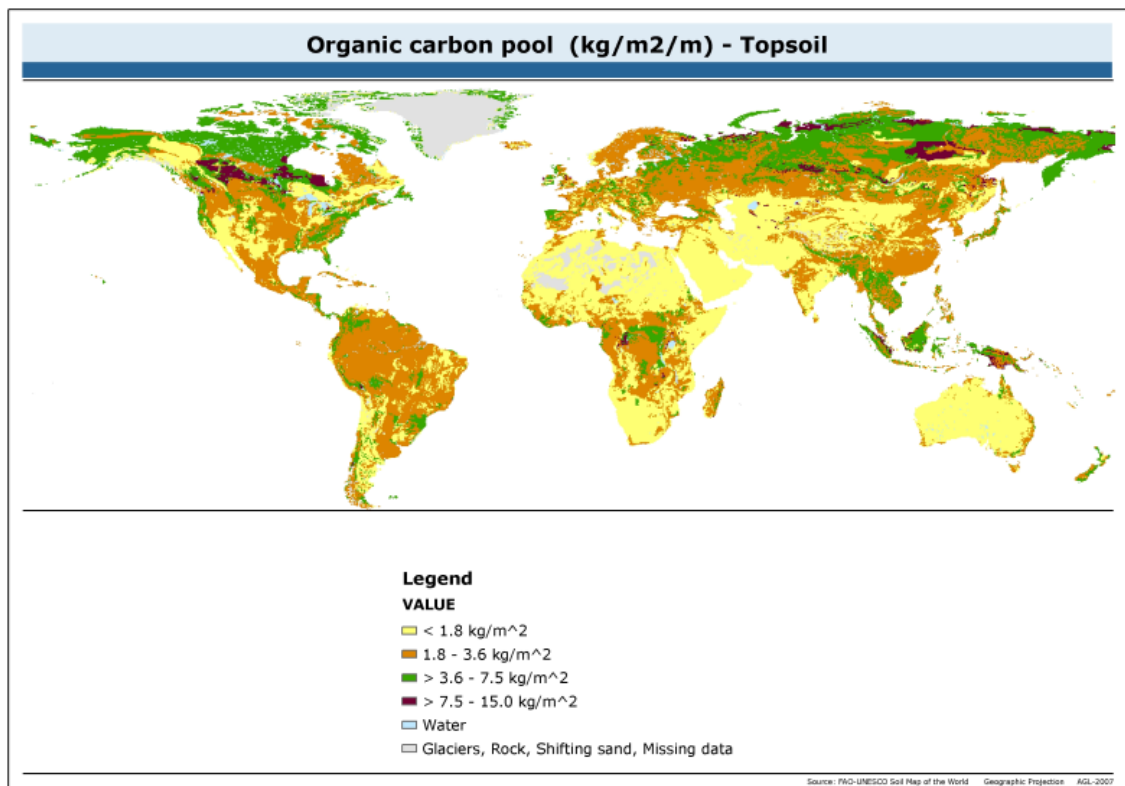 Organic carbon pool (kg/m2/m) - Topsoil
Legend
VALUE
< 1.8 kg/m^2
1.8 - 3.6 kg/m^2
> 3.6 - 7.5 kg/m^2
> 7.5 - 15.0 kg/m^2
Water
Glaciers, Rock, Shifting sand, Missing data
Source: FAO-UNESCO Soil Map of the World Geographic Projection AGL-2007